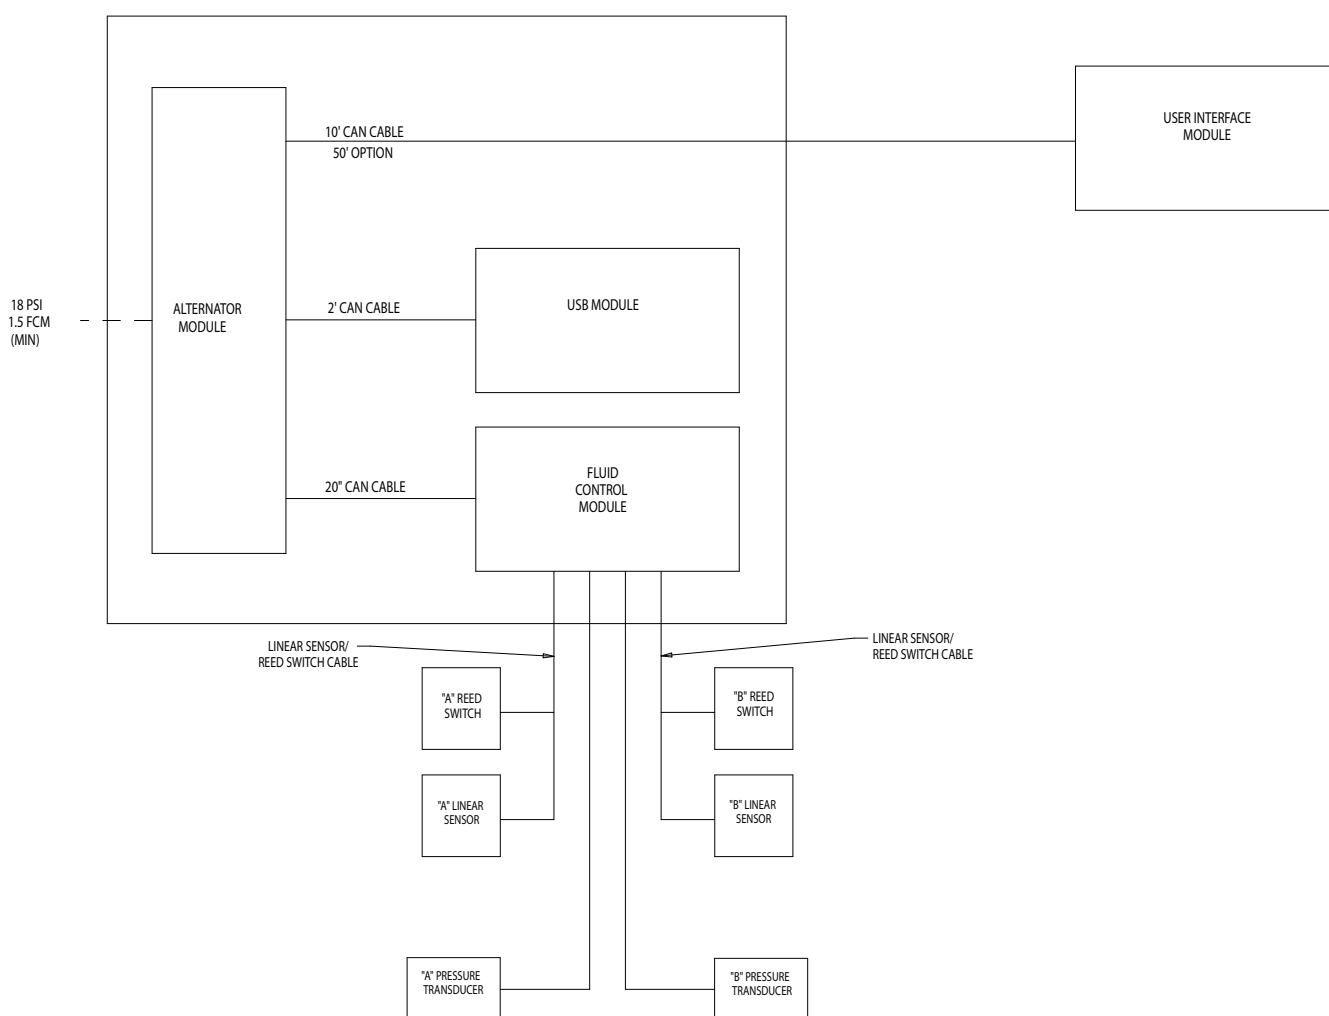 10' CAN CABLE
50' OPTION
USER INTERFACE
MODULE
18 PSI
1.5 FCM
(MIN)
ALTERNATOR
MODULE
2' CAN CABLE
USB MODULE
20" CAN CABLE
FLUID
CONTROL
MODULE
LINEAR SENSOR/
REED SWITCH CABLE
LINEAR SENSOR/
REED SWITCH CABLE
"A" REED
SWITCH
"B" REED
SWITCH
"A" LINEAR
SENSOR
"B" LINEAR
SENSOR
"A" PRESSURE
TRANSDUCER
"B" PRESSURE
TRANSDUCER